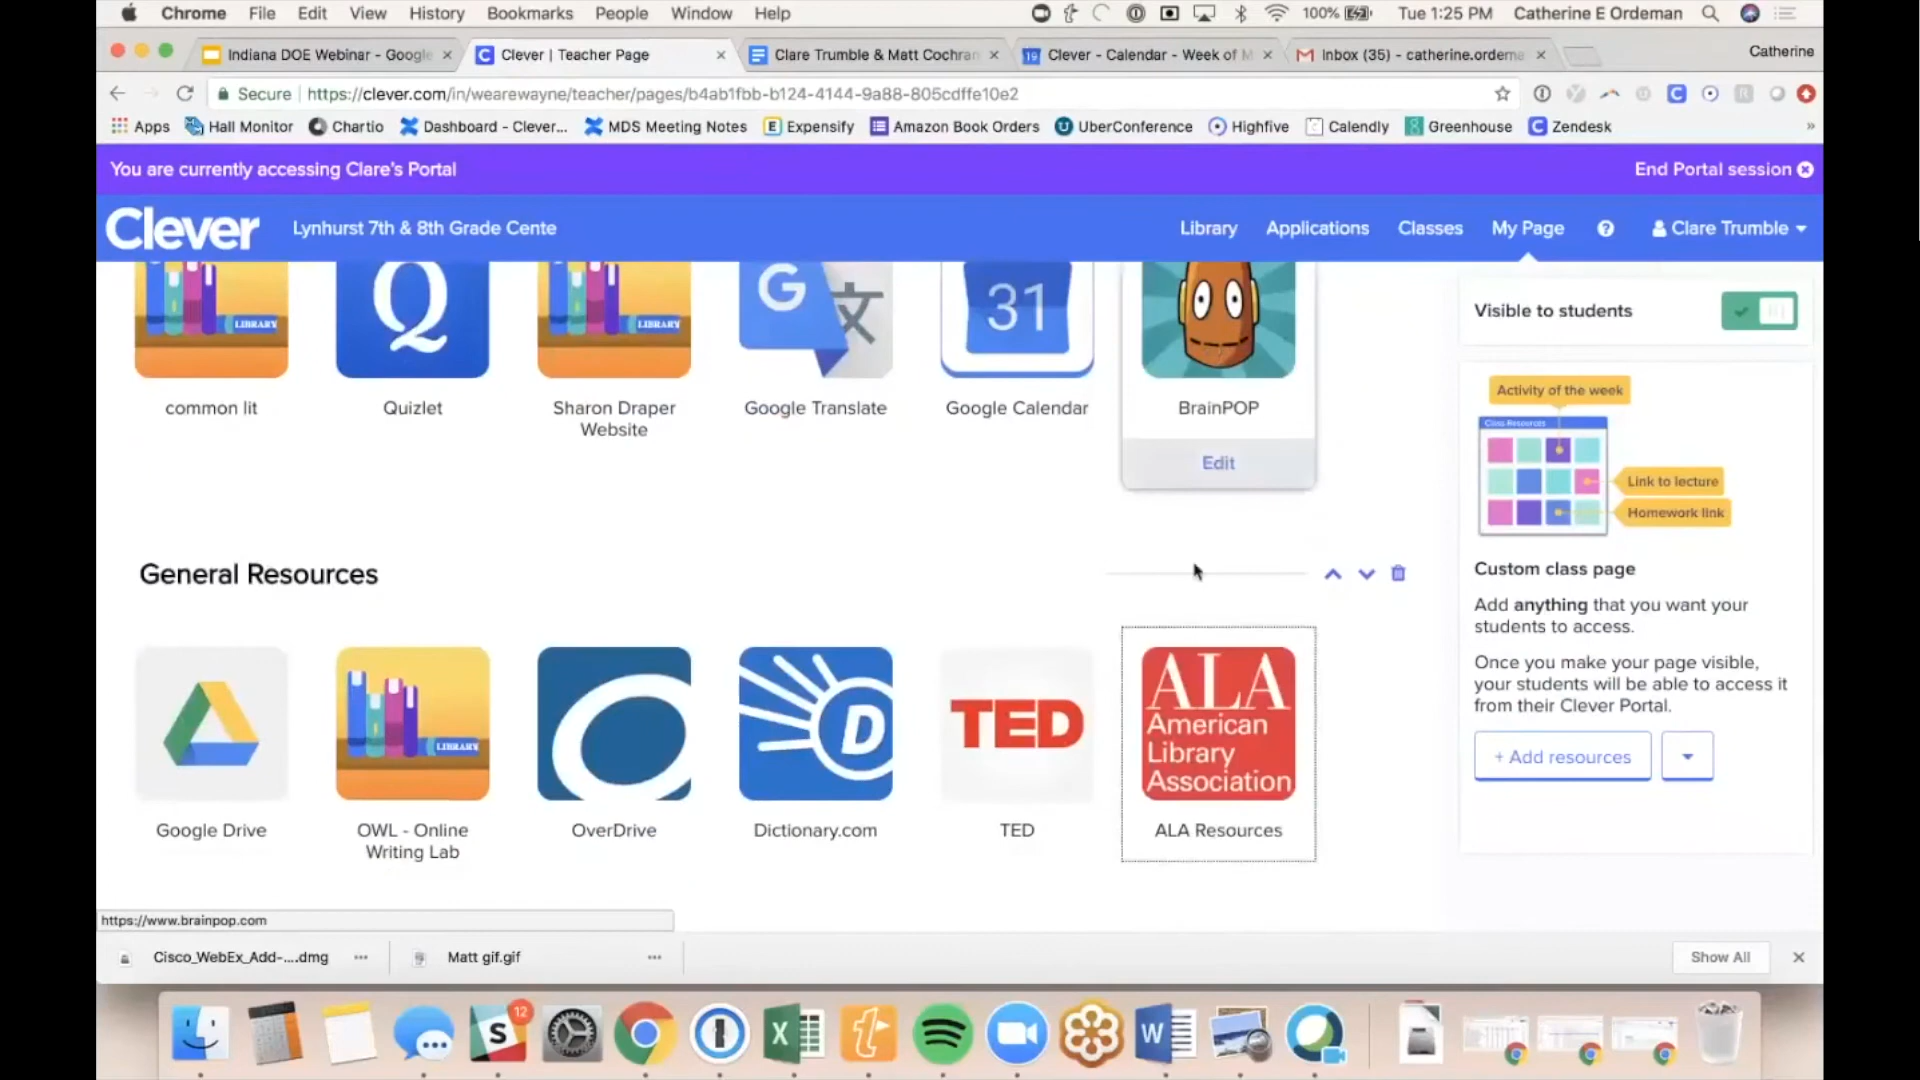 Chrome File Edit View History Bookmarks People Window Help 100% Tue 1:25 PM Catherine E Ordeman
Indiana DOE Webinar - Google Clever | Teacher Page Clare Trumble & Matt Cochran Clever - Calendar - Week of M Inbox (35) - catherine.ordema Catherine
Secure https://clever.com/in/wearewayne/teacher/pages/b4ab1fbb-b124-4144-9a88-805cdffe10e2
Apps Hall Monitor Chartio Dashboard - Clever... MDS Meeting Notes Expensify Amazon Book Orders UberConference Highfive Calendly Greenhouse Zendesk »
You are currently accessing Clare's Portal End Portal session
Clever Lynhurst 7th & 8th Grade Cente Library Applications Classes My Page ? Clare Trumble
LIBRARY Q LIBRARY G 文 31
common lit Quizlet Sharon Draper Google Translate Google Calendar BrainPOP
Website
Edit
Visible to students
Activity of the week
Class Resources
Link to lecture
Homework link
General Resources
Custom class page
Add anything that you want your
students to access.
Once you make your page visible,
your students will be able to access it
from their Clever Portal.
+ Add resources
LIBRARY D TED ALA
American
Library
Association
Google Drive OWL - Online OverDrive Dictionary.com TED ALA Resources
Writing Lab
https://www.brainpop.com
Cisco_WebEx_Add-....dmg Matt gif.gif Show All
S 12 X t W